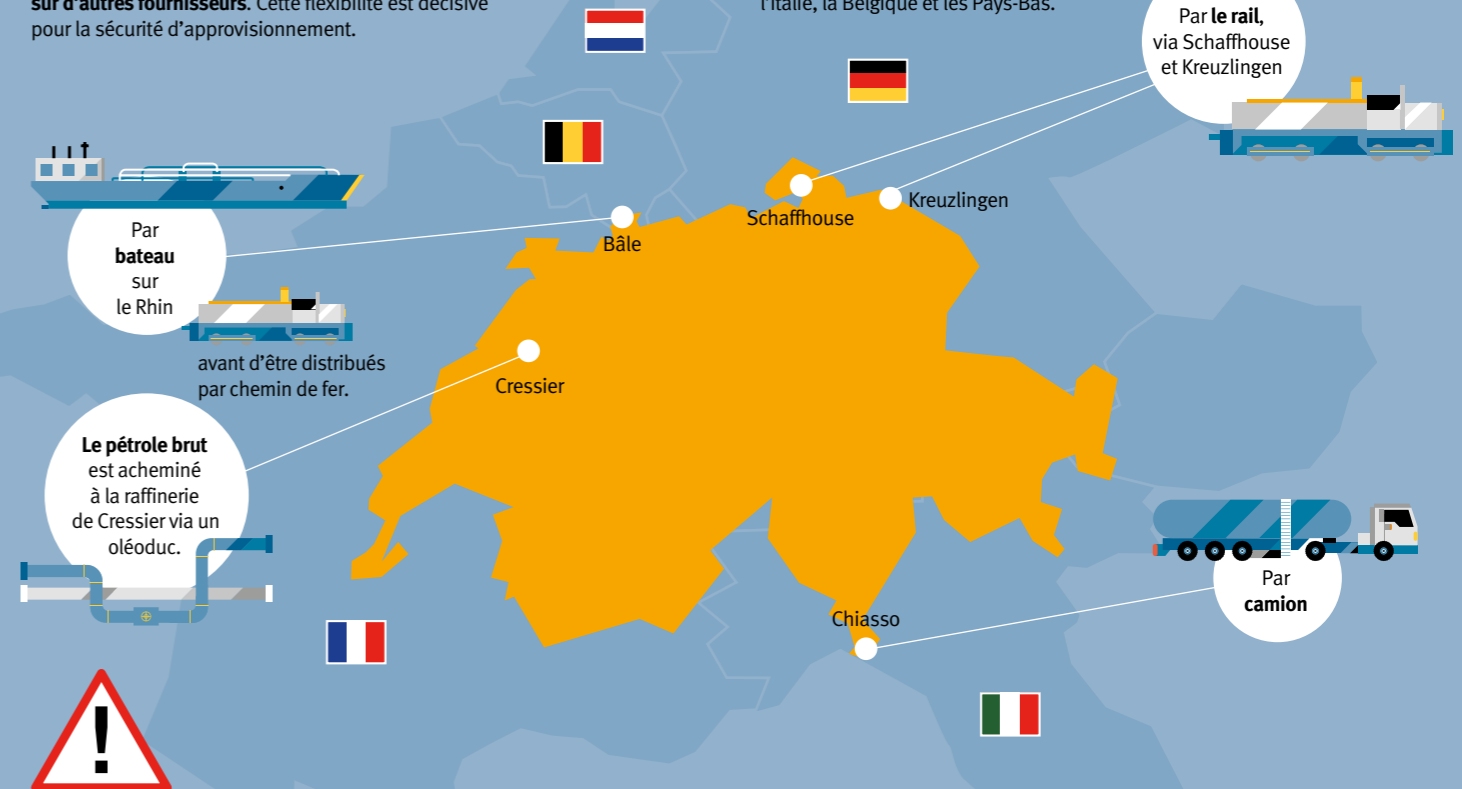 sur d'autres fournisseurs. Cette flexibilité est décisive
pour la sécurité d'approvisionnement.
l'Italie, la Belgique et les Pays-Bas.
Par le rail,
via Schaffhouse
et Kreuzlingen
Par
bateau
sur
le Rhin
avant d'être distribués
par chemin de fer.
Schaffhouse
Kreuzlingen
Bâle
Cressier
Le pétrole brut
est acheminé
à la raffinerie
de Cressier via un
oléoduc.
Par
camion
Chiasso
!